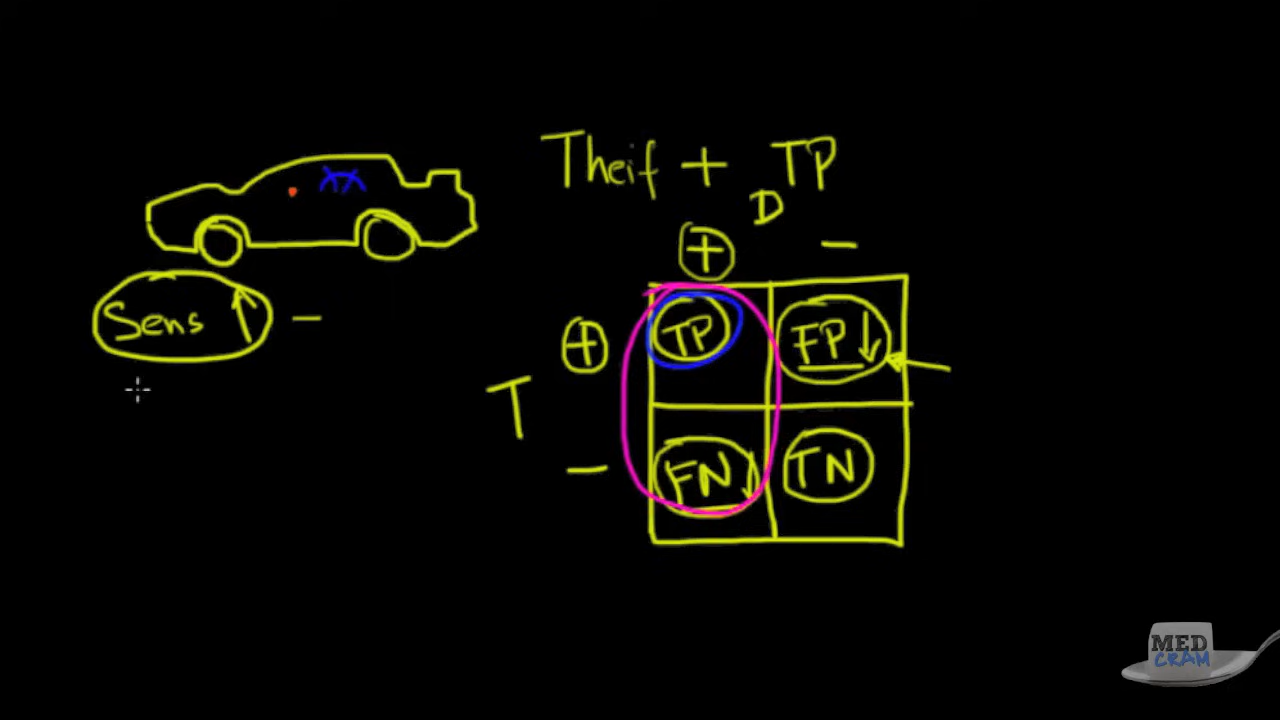 Theif + TP
D
+ -
Sens ↑ -
+ TP FP ↓
T
- FN ↓ TN
MED
CRAM